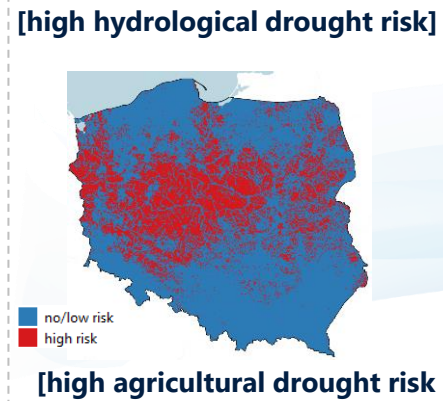 [high hydrological drought risk]
no/low risk
high risk
[high agricultural drought risk